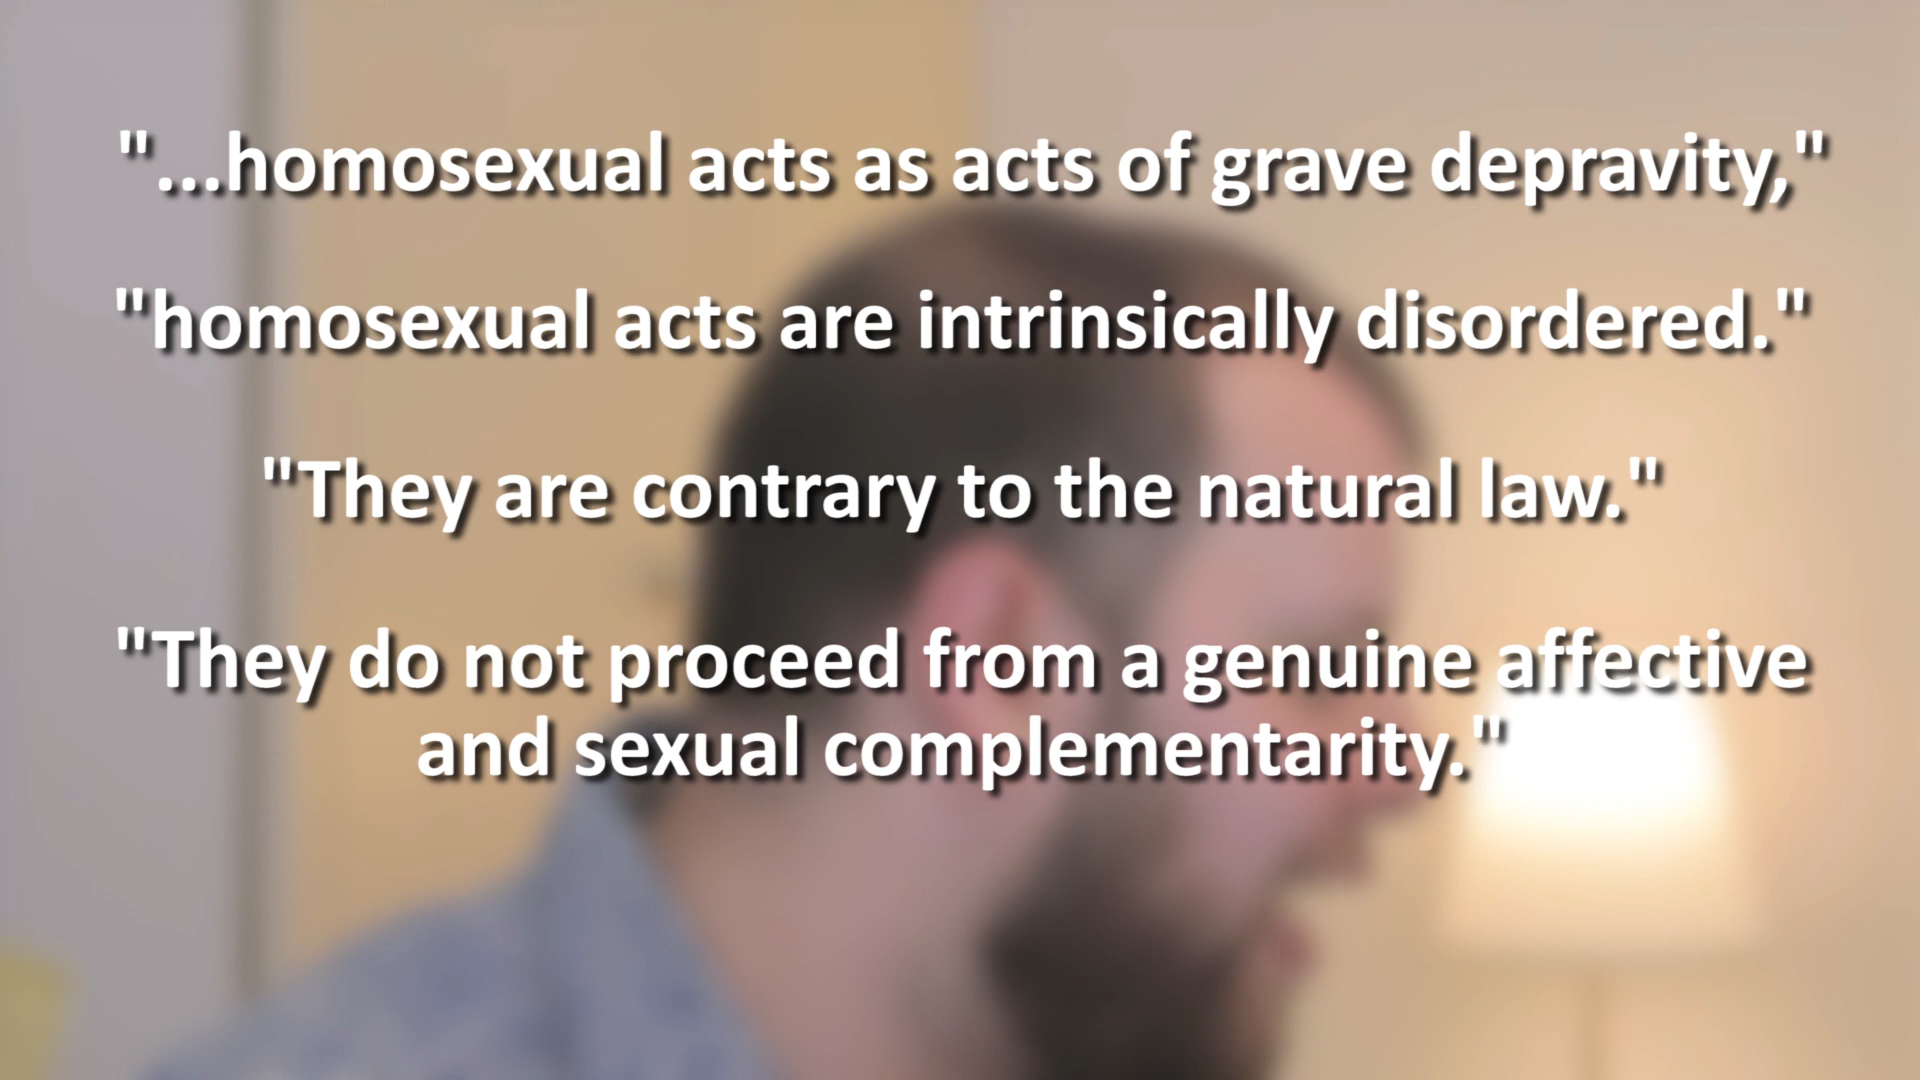 "...homosexual acts as acts of grave depravity,"
"homosexual acts are intrinsically disordered."
"They are contrary to the natural law."
"They do not proceed from a genuine affective
and sexual complementarity."